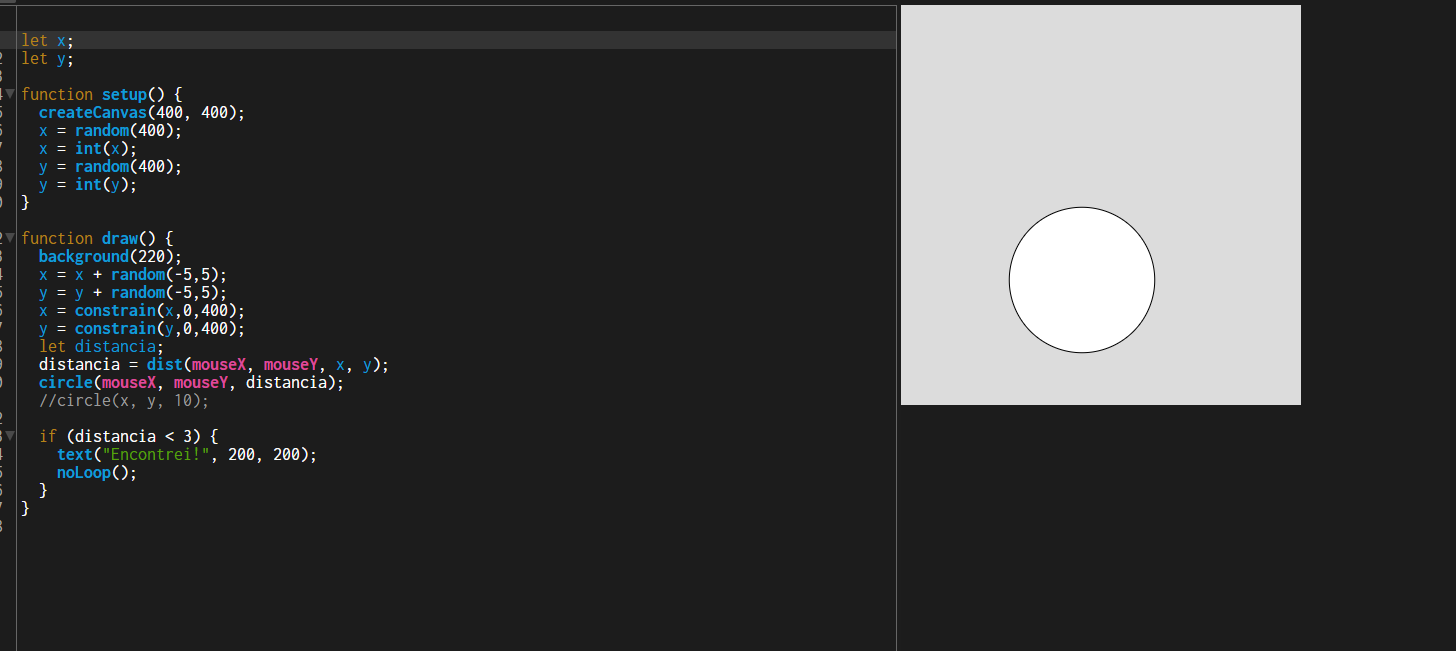 let x;
let y;
function setup() {
  createCanvas(400, 400);
  x = random(400);
  x = int(x);
  y = random(400);
  y = int(y);
}
function draw() {
  background(220);
  x = x + random(-5,5);
  y = y + random(-5,5);
  x = constrain(x,0,400);
  y = constrain(y,0,400);
  let distancia;
  distancia = dist(mouseX, mouseY, x, y);
  circle(mouseX, mouseY, distancia);
  //circle(x, y, 10);
  if (distancia < 3) {
    text("Encontrei!", 200, 200);
    noLoop();
  }
}